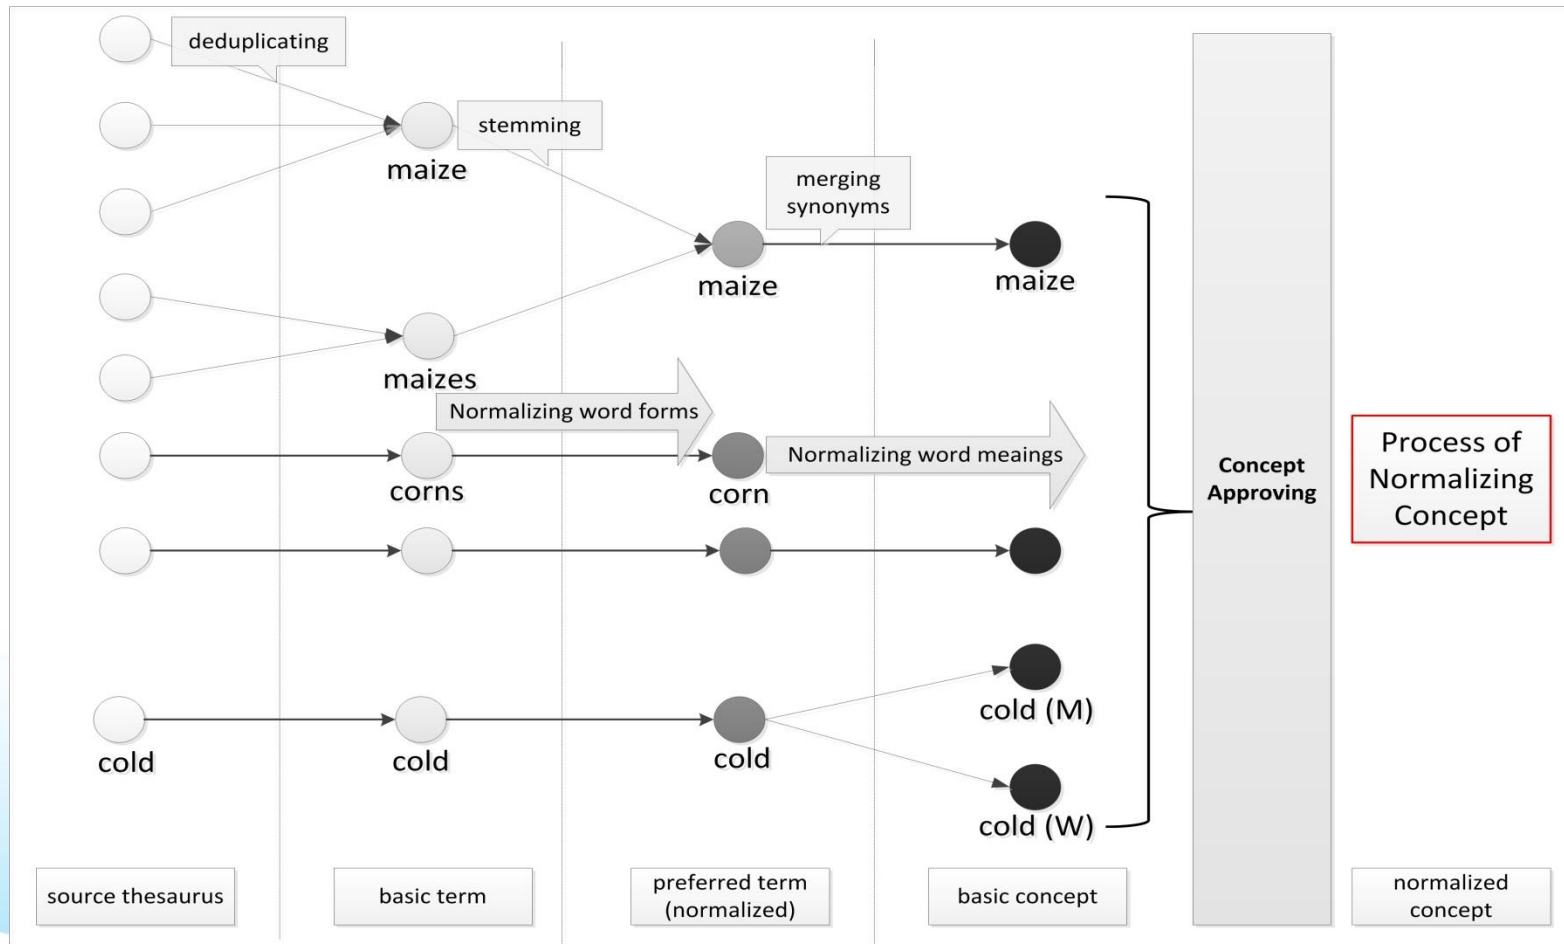 deduplicating
stemming
maize
merging
synonyms
maize
maize
maizes
Normalizing word forms
Normalizing word meaings
corns
corn
Concept
Approving
Process of
Normalizing
Concept
cold (M)
cold
cold
cold
cold (W)
source thesaurus
basic term
preferred term
(normalized)
basic concept
normalized
concept